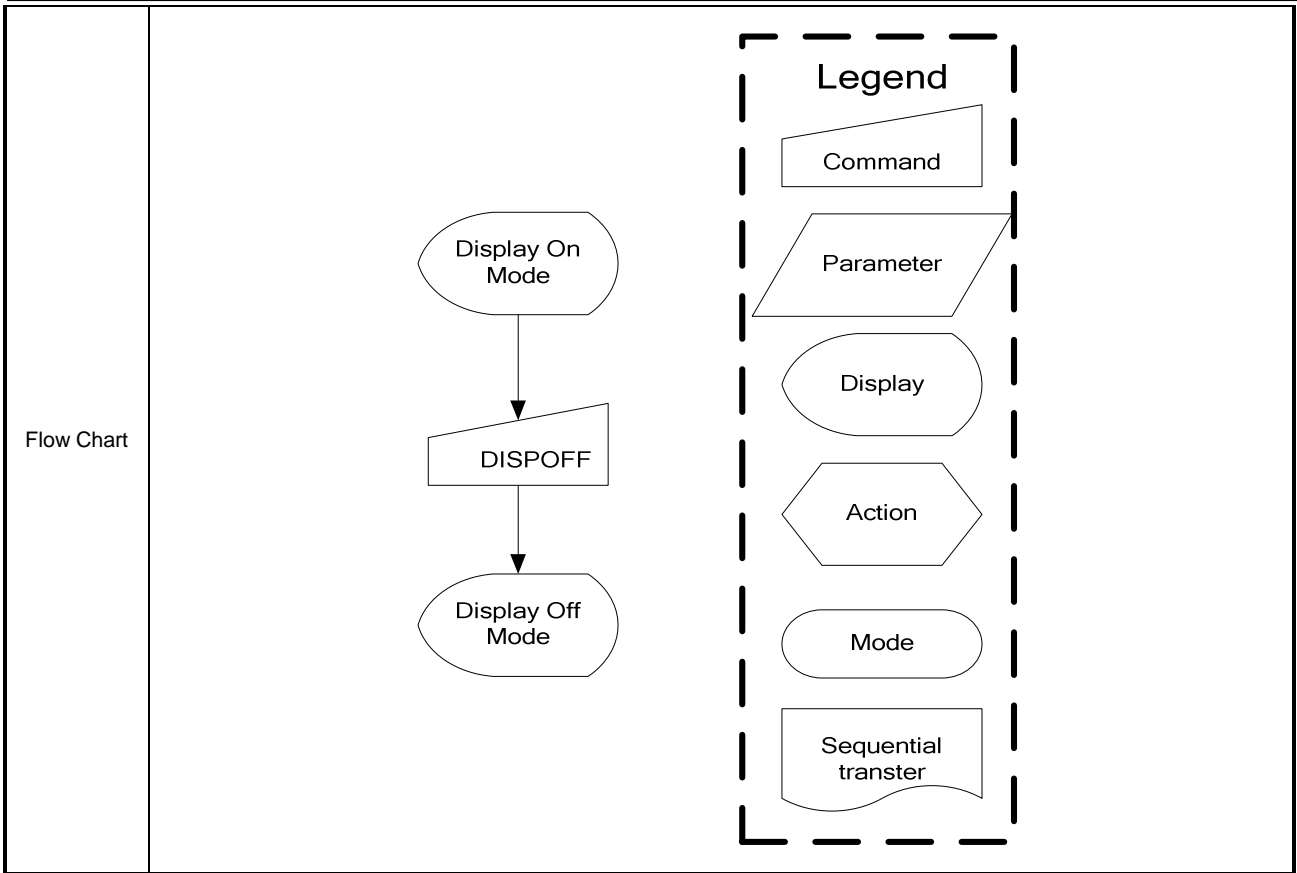 Flow Chart
Display On
Mode
DISPOFF
Display Off
Mode
Legend
Command
Parameter
Display
Action
Mode
Sequential
transter